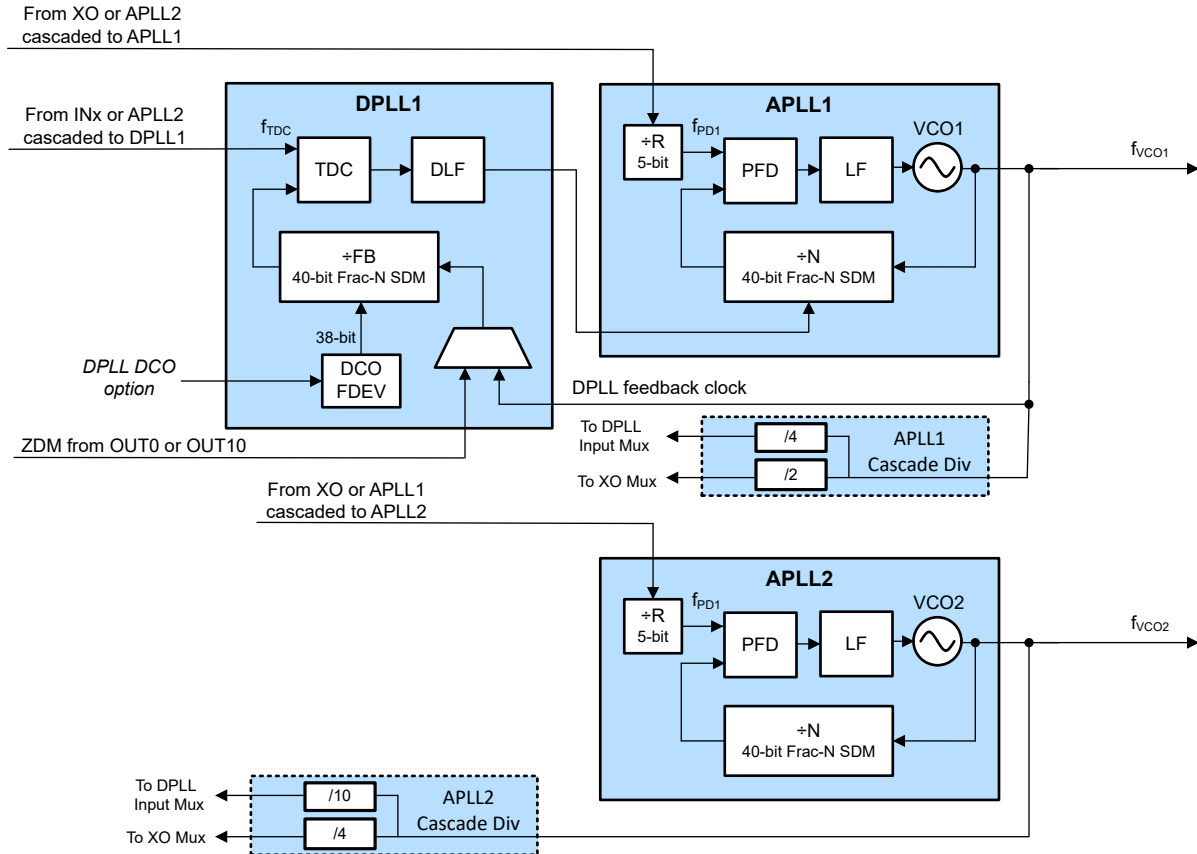 From XO or APLL2
cascaded to APLL1
From INx or APLL2
cascaded to DPLL1
DPLL1
fTDC
TDC
DLF
÷FB
40-bit Frac-N SDM
38-bit
DCO
FDEV
DPLL DCO
option
ZDM from OUT0 or OUT10
APLL1
÷R
5-bit
fPD1
PFD
LF
VCO1
÷N
40-bit Frac-N SDM
fVCO1
DPLL feedback clock
To DPLL
Input Mux
/4
To XO Mux
/2
APLL1
Cascade Div
From XO or APLL1
cascaded to APLL2
APLL2
÷R
5-bit
fPD1
PFD
LF
VCO2
÷N
40-bit Frac-N SDM
fVCO2
To DPLL
Input Mux
/10
To XO Mux
/4
APLL2
Cascade Div